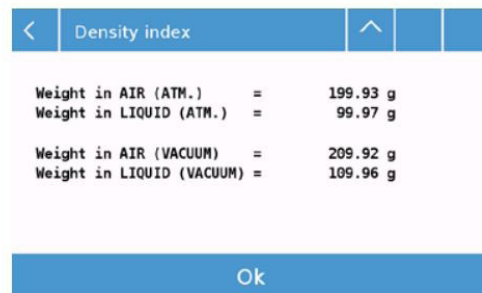 Density index
Weight in AIR (ATM.) = 199.93 g
Weight in LIQUID (ATM.) = 99.97 g
Weight in AIR (VACUUM) = 209.92 g
Weight in LIQUID (VACUUM) = 109.96 g
Ok